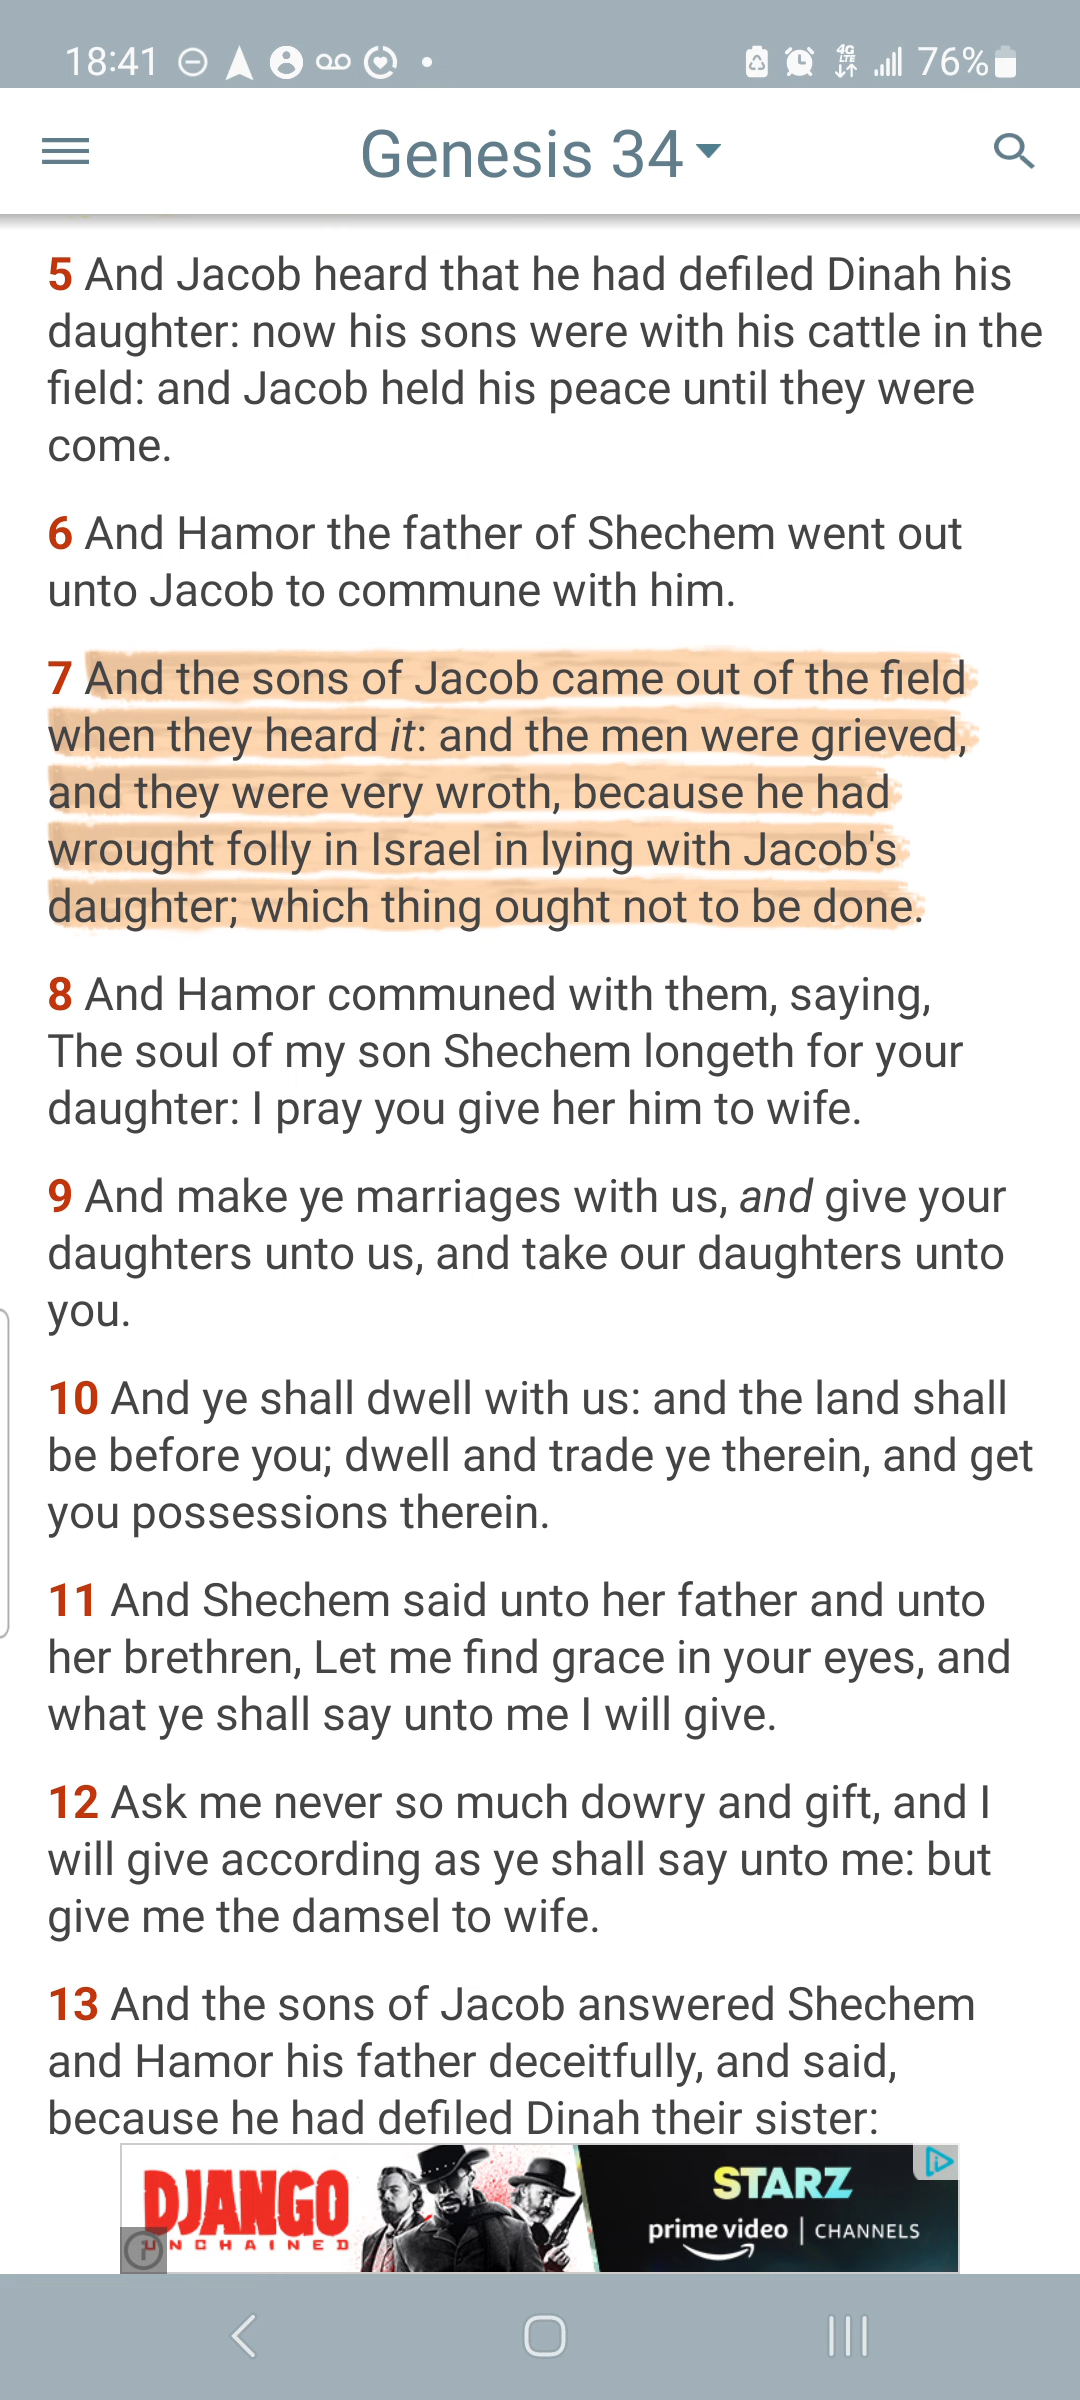 18:41
4G
LTE
76%
Genesis 34
5 And Jacob heard that he had defiled Dinah his
daughter: now his sons were with his cattle in the
field: and Jacob held his peace until they were
come.
6 And Hamor the father of Shechem went out
unto Jacob to commune with him.
7 And the sons of Jacob came out of the field
when they heard it: and the men were grieved,
and they were very wroth, because he had
wrought folly in Israel in lying with Jacob's
daughter; which thing ought not to be done.
8 And Hamor communed with them, saying,
The soul of my son Shechem longeth for your
daughter: I pray you give her him to wife.
9 And make ye marriages with us, and give your
daughters unto us, and take our daughters unto
you.
10 And ye shall dwell with us: and the land shall
be before you; dwell and trade ye therein, and get
you possessions therein.
11 And Shechem said unto her father and unto
her brethren, Let me find grace in your eyes, and
what ye shall say unto me I will give.
12 Ask me never so much dowry and gift, and I
will give according as ye shall say unto me: but
give me the damsel to wife.
13 And the sons of Jacob answered Shechem
and Hamor his father deceitfully, and said,
because he had defiled Dinah their sister:
DJANGO
UNCHAINED
STARZ
prime video | CHANNELS